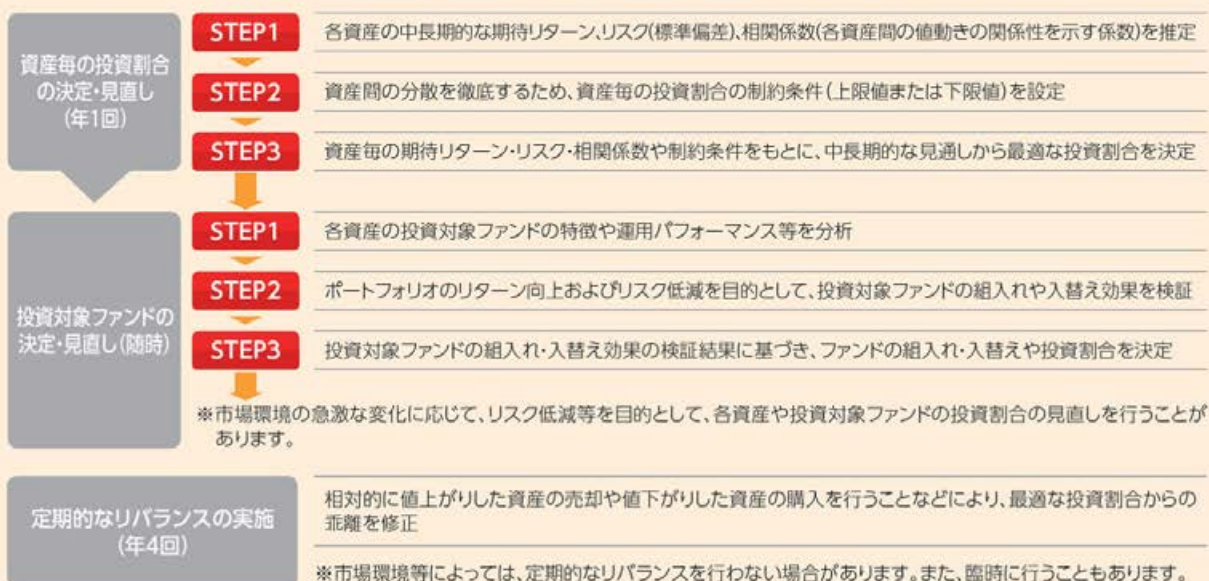 資産毎の投資割合
の決定・見直し
(年1回)
STEP1
各資産の中長期的な期待リターン、リスク(標準偏差)、相関係数(各資産間の値動きの関係性を示す係数)を推定
STEP2
資産間の分散を徹底するため、資産毎の投資割合の制約条件(上限値または下限値)を設定
STEP3
資産毎の期待リターン・リスク・相関係数や制約条件をもとに、中長期的な見通しから最適な投資割合を決定
投資対象ファンドの
決定・見直し(随時)
STEP1
各資産の投資対象ファンドの特徴や運用パフォーマンス等を分析
STEP2
ポートフォリオのリターン向上およびリスク低減を目的として、投資対象ファンドの組入れや入替え効果を検証
STEP3
投資対象ファンドの組入れ・入替え効果の検証結果に基づき、ファンドの組入れ・入替えや投資割合を決定
※市場環境の急激な変化に応じて、リスク低減等を目的として、各資産や投資対象ファンドの投資割合の見直しを行うことが
あります。
定期的なリバランスの実施
(年4回)
相対的に値上がりした資産の売却や値下がりした資産の購入を行うことなどにより、最適な投資割合からの
乖離を修正
※市場環境等によっては、定期的なリバランスを行わない場合があります。また、臨時に行うこともあります。